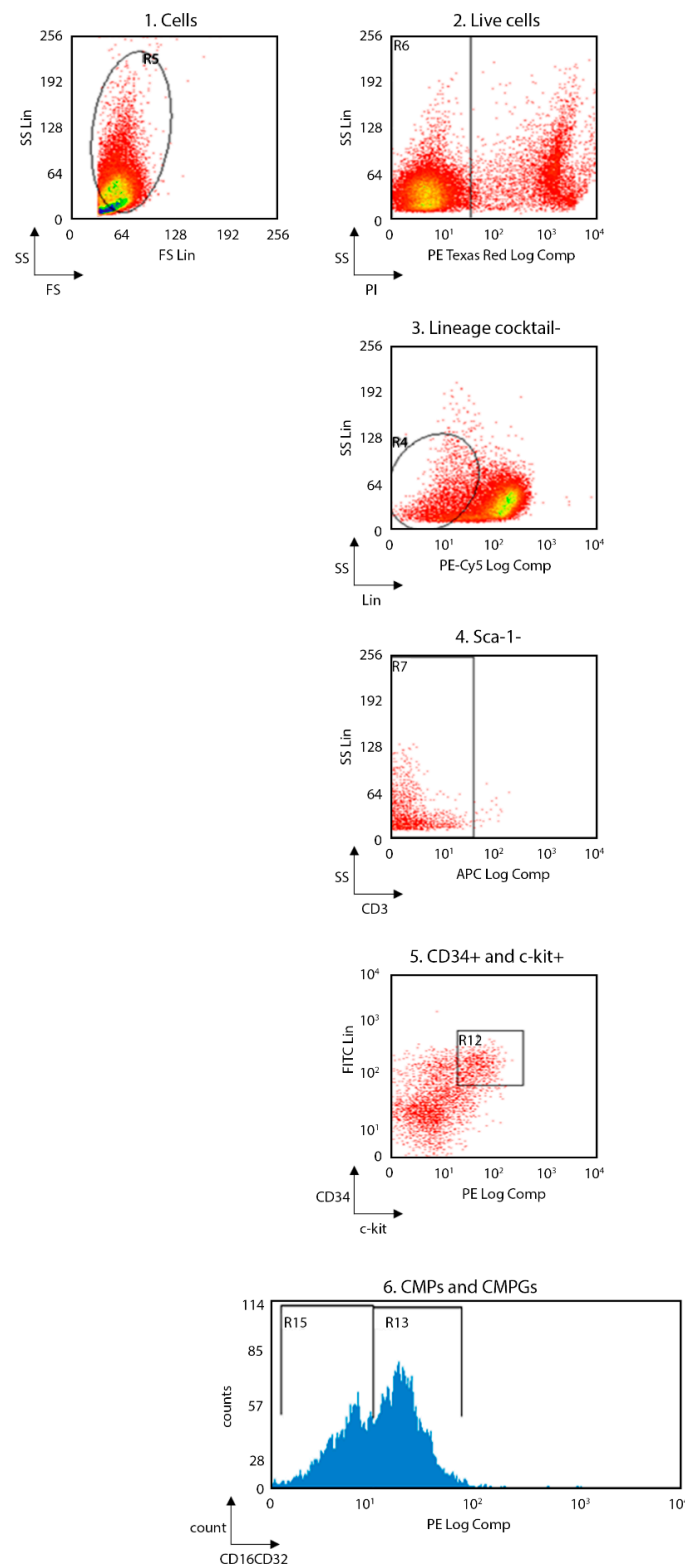 1. Cells
256
192
128
64
0
SS Lin
R5
0 64 128 192 256
FS Lin
SS
FS
2. Live cells
256
192
128
64
0
SS Lin
R6
0 10¹ 10² 10³ 10⁴
PE Texas Red Log Comp
SS
PI
3. Lineage cocktail-
256
192
128
64
0
SS Lin
R4
0 10¹ 10² 10³ 10⁴
PE-Cy5 Log Comp
SS
Lin
4. Sca-1-
256
192
128
64
0
SS Lin
R7
0 10¹ 10² 10³ 10⁴
APC Log Comp
SS
CD3
5. CD34+ and c-kit+
10⁴
10³
10²
10¹
0
FITC Lin
R12
0 10¹ 10² 10³ 10⁴
PE Log Comp
CD34
c-kit
6. CMPs and CMPGs
114
85
57
28
0
counts
R15 R13
0 10¹ 10² 10³
PE Log Comp
count
CD16CD32